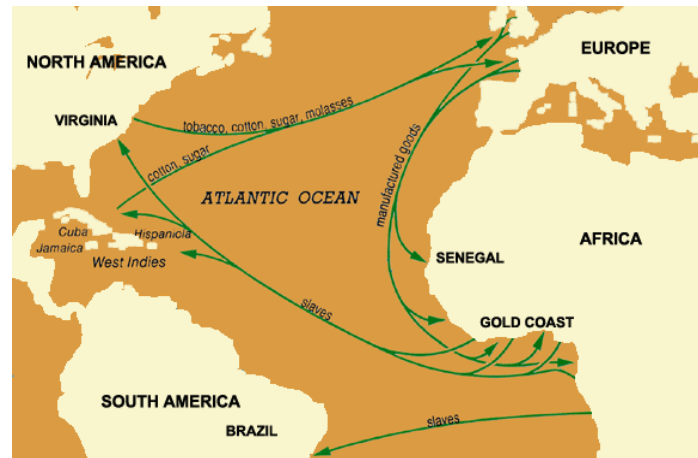 NORTH AMERICA
EUROPE
VIRGINIA
tobacco, cotton, sugar, molasses
cotton, sugar
manufactured goods
ATLANTIC OCEAN
Cuba
Hispaniola
Jamaica
West Indies
AFRICA
SENEGAL
slaves
GOLD COAST
SOUTH AMERICA
BRAZIL
slaves